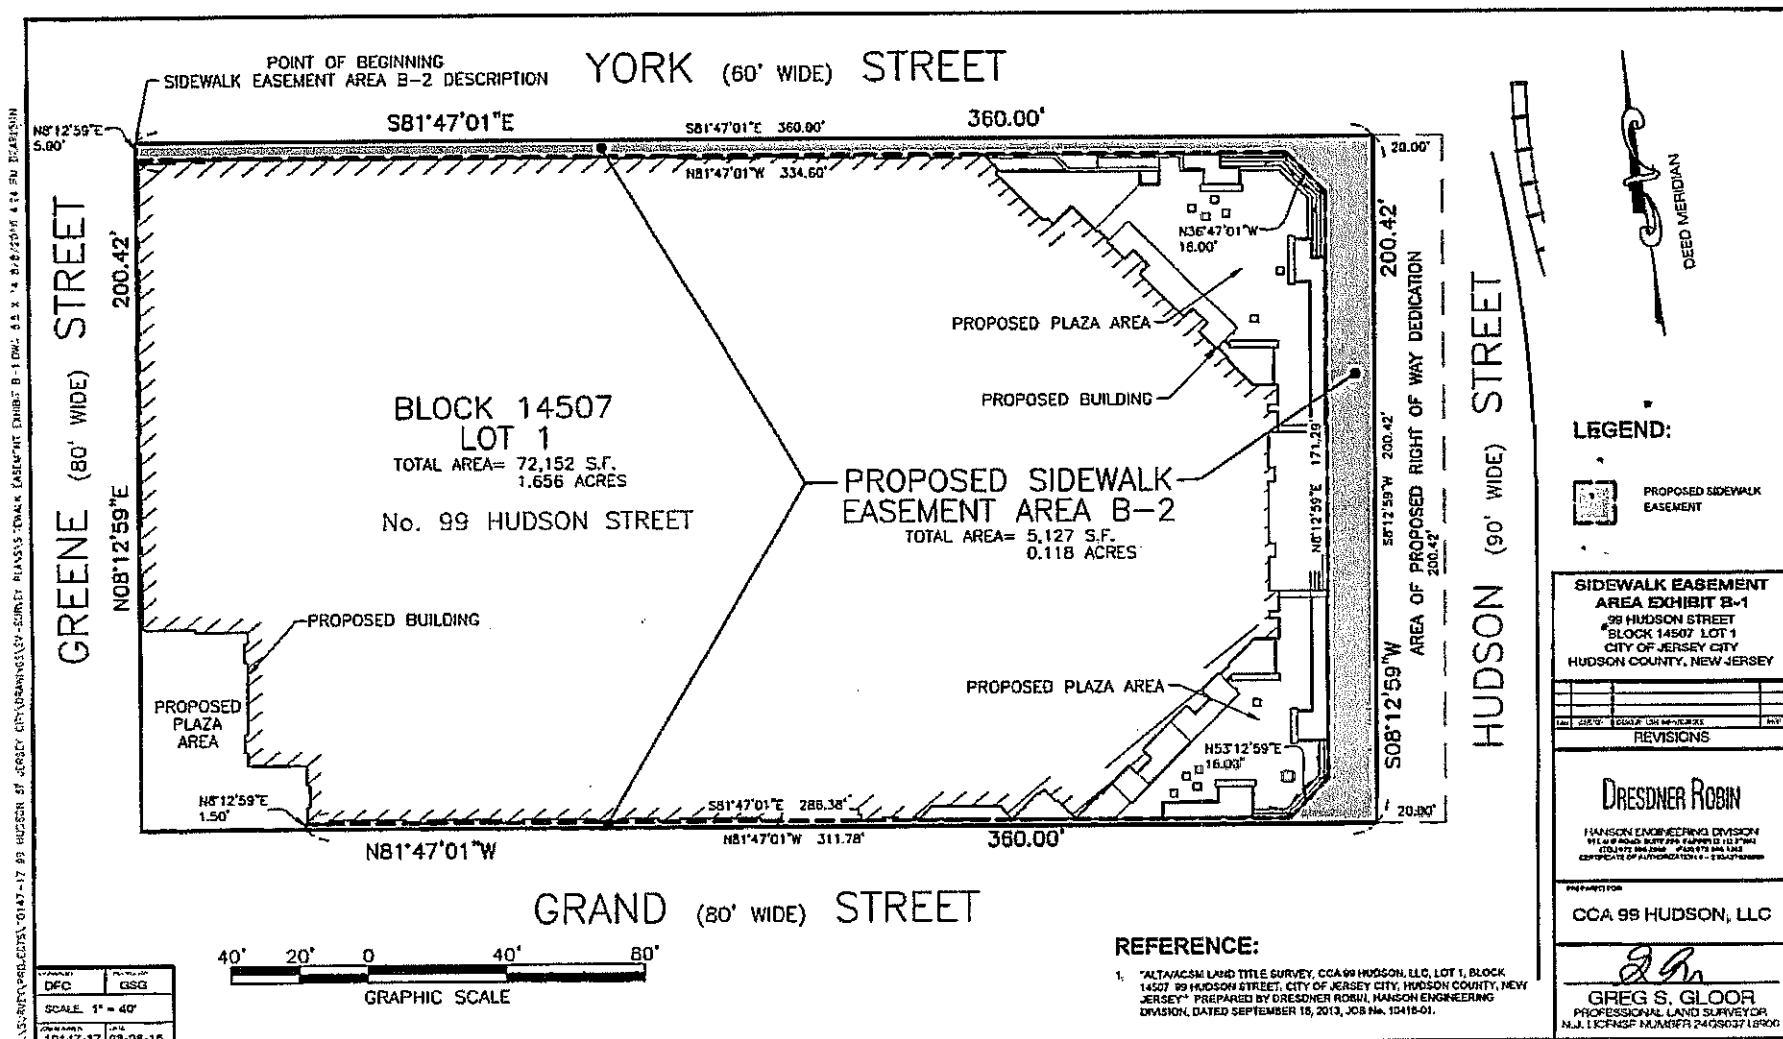 POINT OF BEGINNING
SIDEWALK EASEMENT AREA B-2 DESCRIPTION
YORK (60' WIDE) STREET
N8°12'59"E
5.00'
S81°47'01"E
S81°47'01"E 360.00'
360.00'
20.00'
N81°47'01"W 334.60'
GREENE (80' WIDE) STREET
N08°12'59"E
200.42'
N36°47'01"W
16.00'
PROPOSED PLAZA AREA
PROPOSED BUILDING
BLOCK 14507
LOT 1
TOTAL AREA= 72,152 S.F.
1.656 ACRES
No. 99 HUDSON STREET
PROPOSED SIDEWALK
EASEMENT AREA B-2
TOTAL AREA= 5,127 S.F.
0.118 ACRES
N8°12'59"E 171.29'
S8°12'59"W 200.42'
S08°12'59"W
200.42'
AREA OF PROPOSED RIGHT OF WAY DEDICATION
200.42'
HUDSON (90' WIDE) STREET
DEED MERIDIAN
PROPOSED BUILDING
PROPOSED
PLAZA
AREA
PROPOSED PLAZA AREA
N53°12'59"E
16.00"
N8°12'59"E
1.50'
S81°47'01"E 286.38'
20.00'
N81°47'01"W
N81°47'01"W 311.78'
360.00'
GRAND (80' WIDE) STREET
40' 20' 0 40' 80'
GRAPHIC SCALE
DFC
GSG
SCALE 1" = 40'
REFERENCE:
1. "ALTA/ACSM LAND TITLE SURVEY, CCA 99 HUDSON, LLC, LOT 1, BLOCK
14507 99 HUDSON STREET, CITY OF JERSEY CITY, HUDSON COUNTY, NEW
JERSEY" PREPARED BY DRESDNER ROBIN, HANSON ENGINEERING
DIVISION, DATED SEPTEMBER 18, 2013, JOB No. 10416-01.
LEGEND:
PROPOSED SIDEWALK
EASEMENT
SIDEWALK EASEMENT
AREA EXHIBIT B-1
99 HUDSON STREET
BLOCK 14507 LOT 1
CITY OF JERSEY CITY
HUDSON COUNTY, NEW JERSEY
REVISIONS
DRESDNER ROBIN
HANSON ENGINEERING DIVISION
PREPARED FOR
CCA 99 HUDSON, LLC
GREG S. GLOOR
PROFESSIONAL LAND SURVEYOR
N.J. LICENSE NUMBER